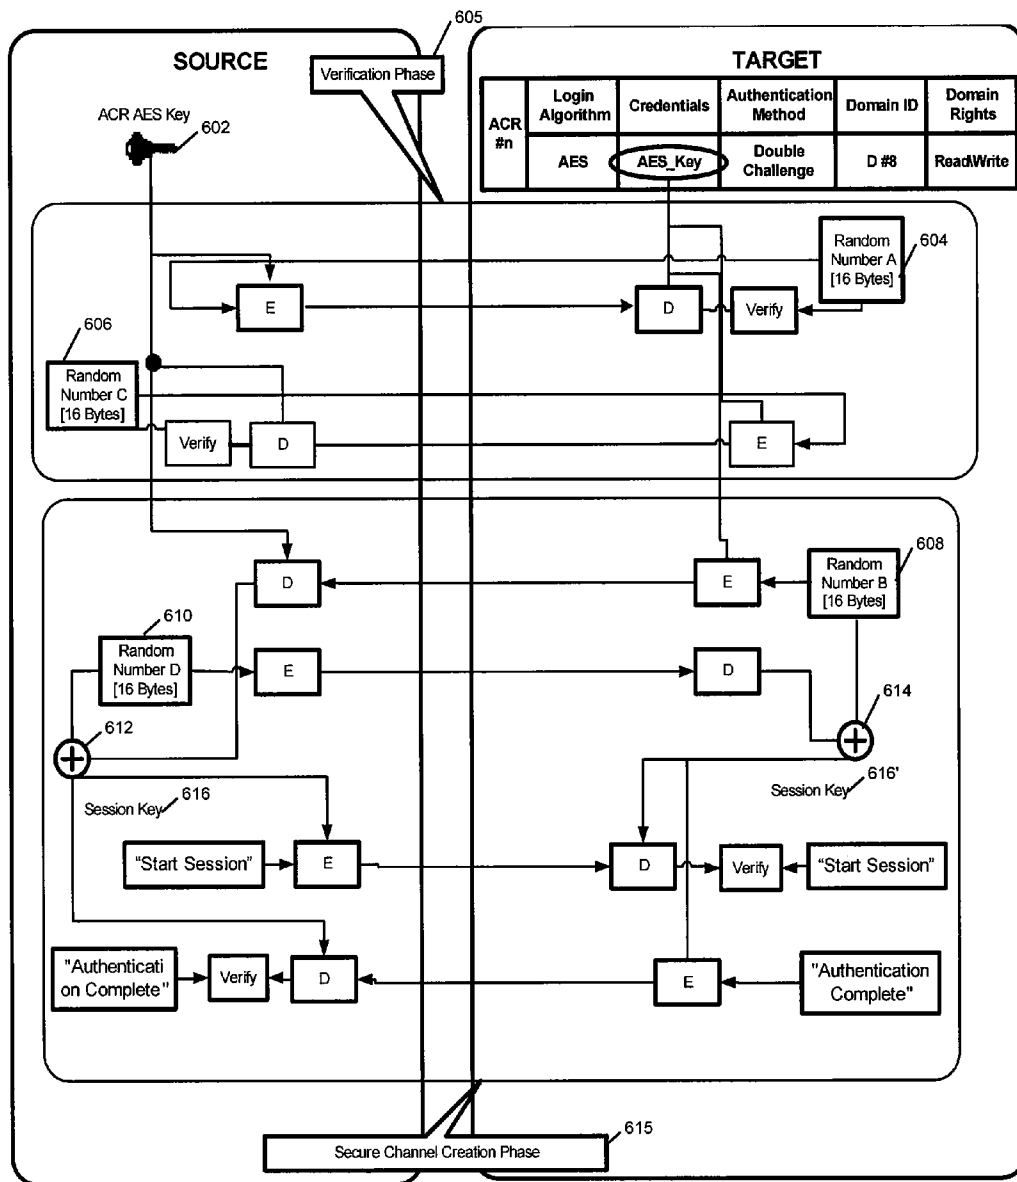 605
SOURCE
TARGET
Verification Phase
ACR AES Key
602
ACR
#n
Login
Algorithm
Credentials
Authentication
Method
Domain ID
Domain
Rights
AES
AES_Key
Double
Challenge
D #8
Read\Write
Random
Number A
[16 Bytes]
604
E
D
Verify
606
Random
Number C
[16 Bytes]
Verify
D
E
608
D
E
Random
Number B
[16 Bytes]
610
Random
Number D
[16 Bytes]
E
D
612
614
Session Key
616
Session Key
616'
"Start Session"
E
D
Verify
"Start Session"
"Authenticati
on Complete"
Verify
D
E
"Authentication
Complete"
Secure Channel Creation Phase
615